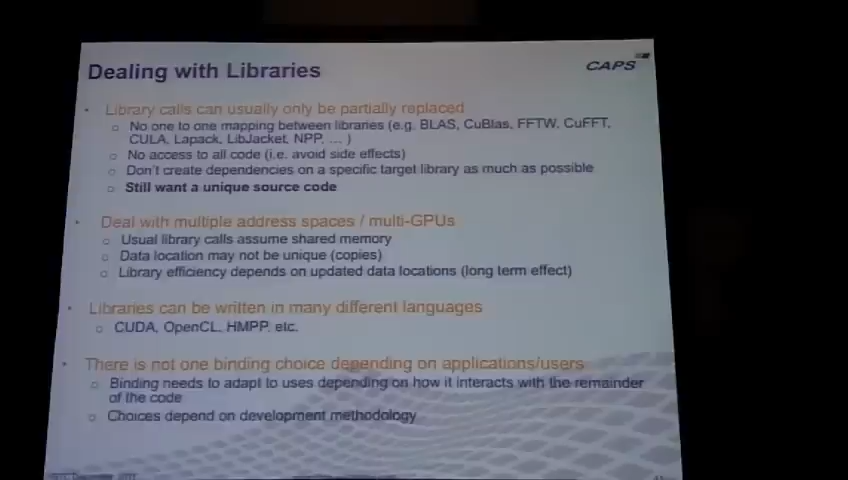 Dealing with Libraries
CAPS
Library calls can usually only be partially replaced
No one to one mapping between libraries (e.g. BLAS, CuBlas, FFTW, CuFFT,
CULA, Lapack, LibJacket, NPP, ... )
No access to all code (i.e. avoid side effects)
Don't create dependencies on a specific target library as much as possible
Still want a unique source code
Deal with multiple address spaces / multi-GPUs
Usual library calls assume shared memory
Data location may not be unique (copies)
Library efficiency depends on updated data locations (long term effect)
Libraries can be written in many different languages
CUDA, OpenCL, HMPP, etc.
There is not one binding choice depending on applications/users
Binding needs to adapt to uses depending on how it interacts with the remainder
of the code
Choices depend on development methodology